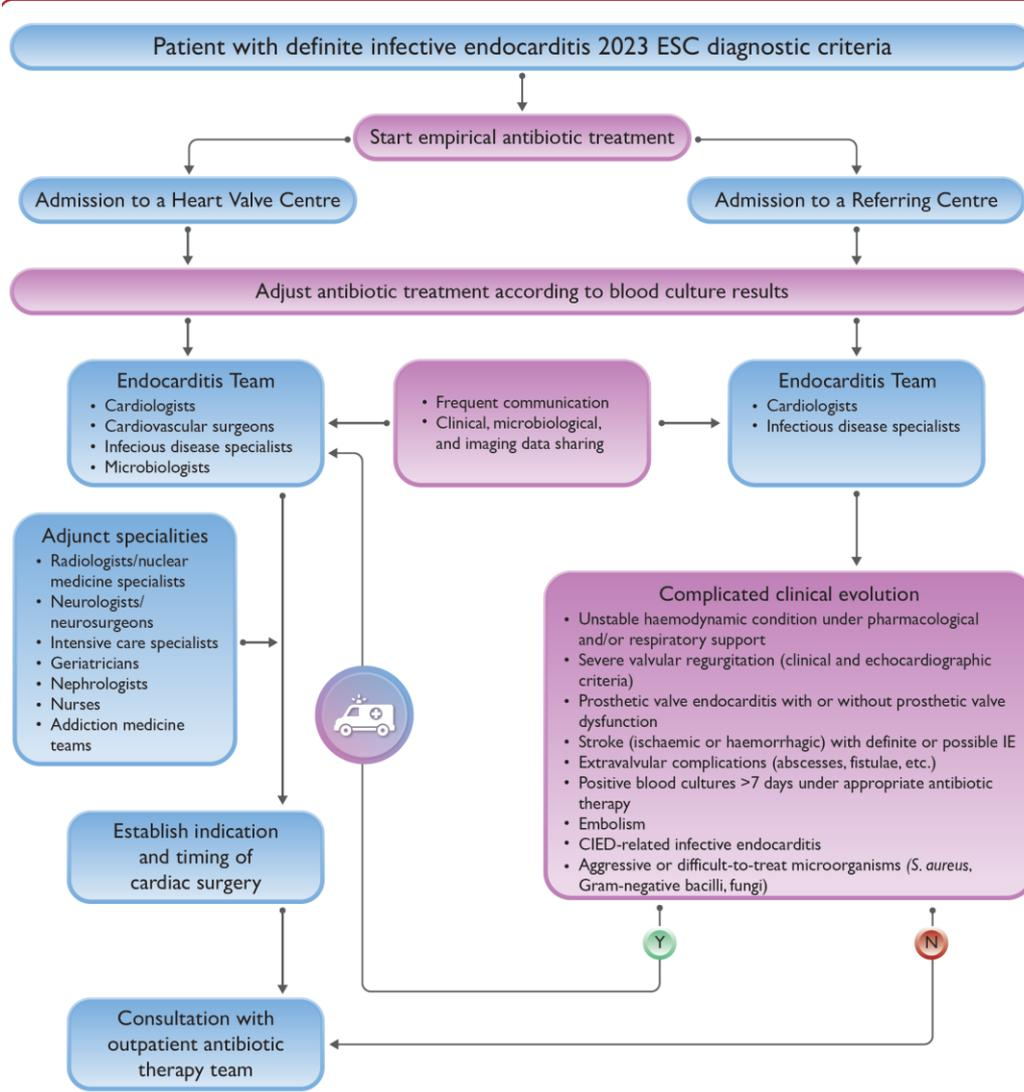 Patient with definite infective endocarditis 2023 ESC diagnostic criteria
Start empirical antibiotic treatment
Admission to a Heart Valve Centre
Admission to a Referring Centre
Adjust antibiotic treatment according to blood culture results
Endocarditis Team
• Cardiologists
• Cardiovascular surgeons
• Infecious disease specialists
• Microbiologists
• Frequent communication
• Clinical, microbiological,
and imaging data sharing
Endocarditis Team
• Cardiologists
• Infectious disease specialists
Adjunct specialities
• Radiologists/nuclear
medicine specialists
• Neurologists/
neurosurgeons
• Intensive care specialists
• Geriatricians
• Nephrologists
• Nurses
• Addiction medicine
teams
Complicated clinical evolution
• Unstable haemodynamic condition under pharmacological
and/or respiratory support
• Severe valvular regurgitation (clinical and echocardiographic
criteria)
• Prosthetic valve endocarditis with or without prosthetic valve
dysfunction
• Stroke (ischaemic or haemorrhagic) with definite or possible IE
• Extravalvular complications (abscesses, fistulae, etc.)
• Positive blood cultures >7 days under appropriate antibiotic
therapy
• Embolism
• CIED-related infective endocarditis
• Aggressive or difficult-to-treat microorganisms (S. aureus,
Gram-negative bacilli, fungi)
Establish indication
and timing of
cardiac surgery
Y
N
Consultation with
outpatient antibiotic
therapy team